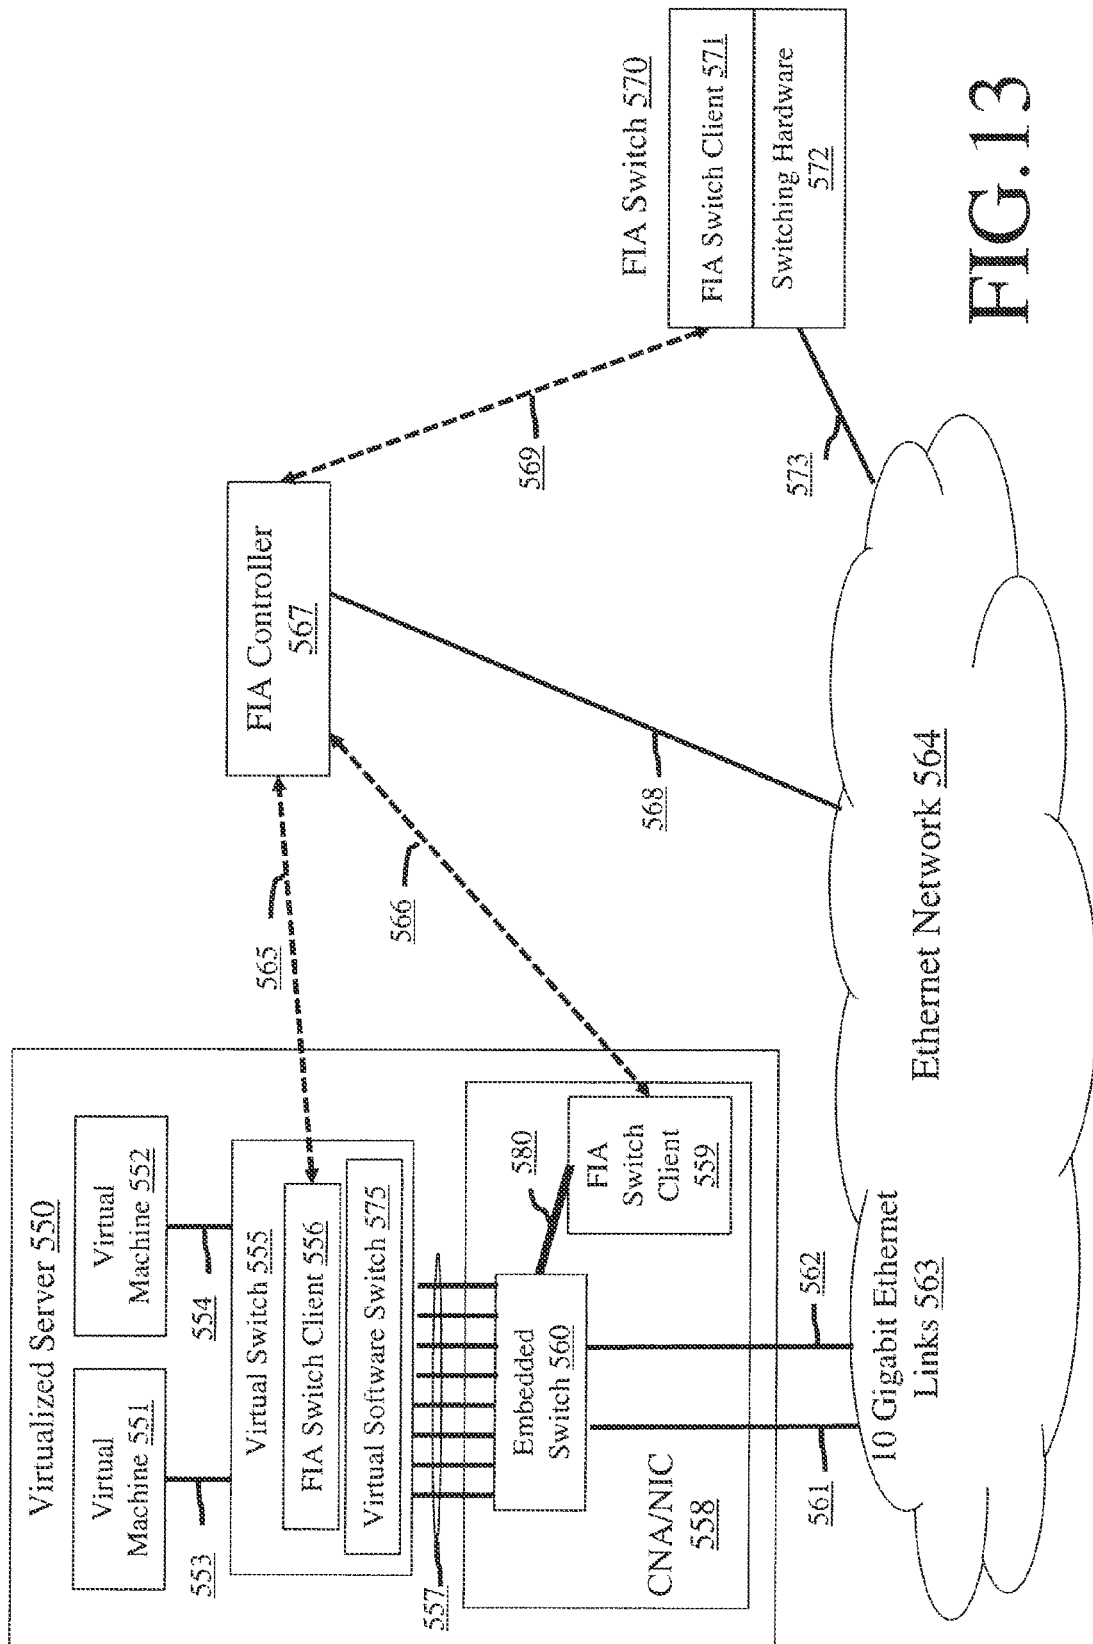 Virtualized Server 550
Virtual
Machine 551
Virtual
Machine 552
553
554
Virtual Switch 555
FIA Switch Client 556
Virtual Software Switch 575
557
Embedded
Switch 560
580
FIA
Switch
Client
559
CNA/NIC
558
561
562
10 Gigabit Ethernet
Links 563
Ethernet Network 564
565
566
FIA Controller
567
568
569
FIA Switch 570
FIA Switch Client 571
Switching Hardware
572
573
FIG.13